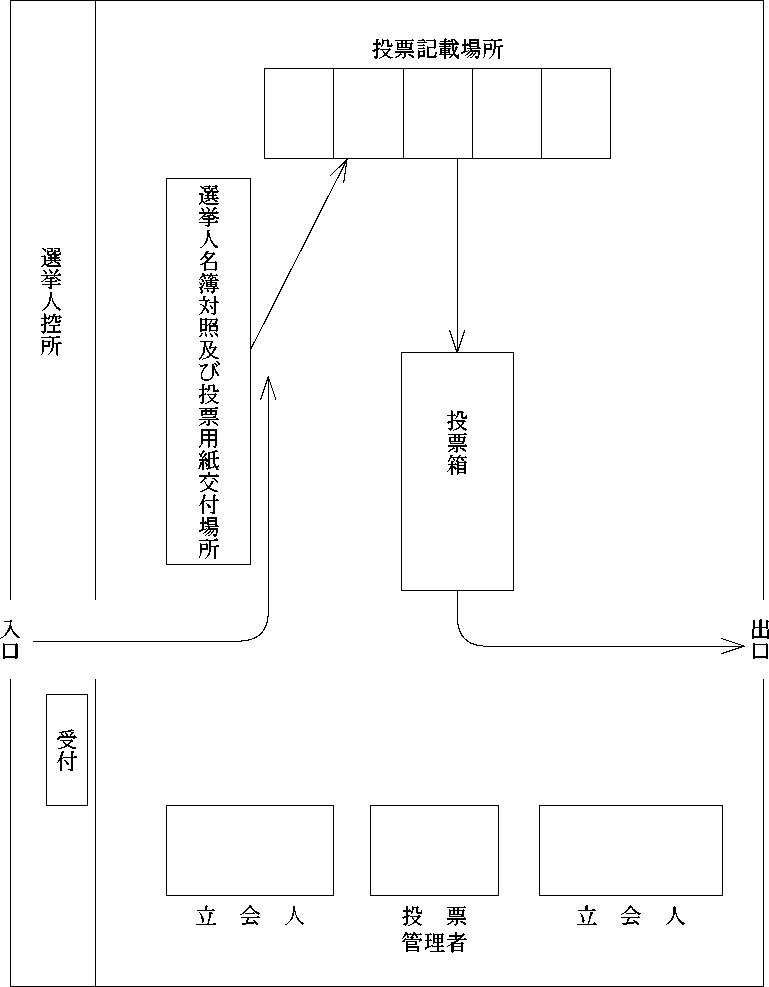 投票記載場所
選挙人控所
選挙人名簿対照及び投票用紙交付場所
投票箱
入口
出口
受付
立会人
投票
管理者
立会人